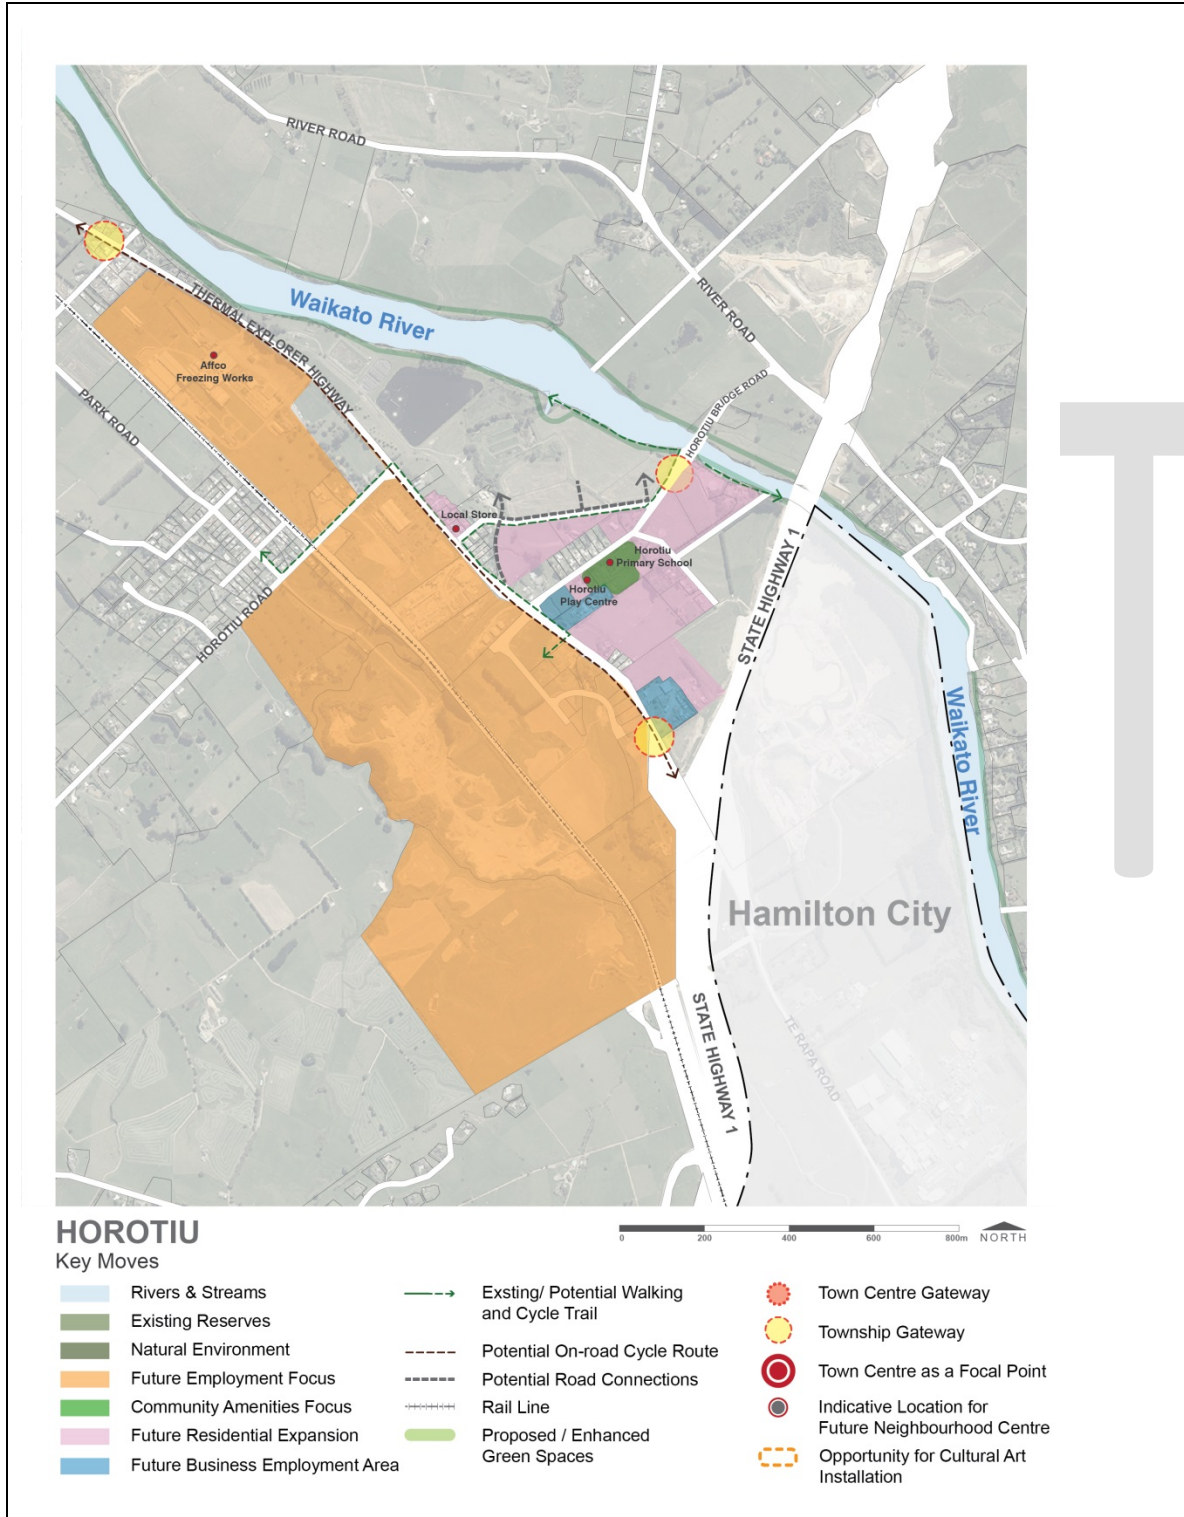 RIVER ROAD
Waikato River
THERMAL EXPLORER HIGHWAY
Affco
Freezing Works
PARK ROAD
RIVER ROAD
HOROTIU BRIDGE ROAD
Local Store
Horotiu
Primary School
Horotiu
Play Centre
HOROTIU ROAD
STATE HIGHWAY 1
Waikato River
Hamilton City
STATE HIGHWAY 1
TERAPA ROAD
T
HOROTIU
Key Moves
0 200 400 600 800m
NORTH
Rivers & Streams
Existing Reserves
Natural Environment
Future Employment Focus
Community Amenities Focus
Future Residential Expansion
Future Business Employment Area
Exsting/ Potential Walking
and Cycle Trail
Potential On-road Cycle Route
Potential Road Connections
Rail Line
Proposed / Enhanced
Green Spaces
Town Centre Gateway
Township Gateway
Town Centre as a Focal Point
Indicative Location for
Future Neighbourhood Centre
Opportunity for Cultural Art
Installation